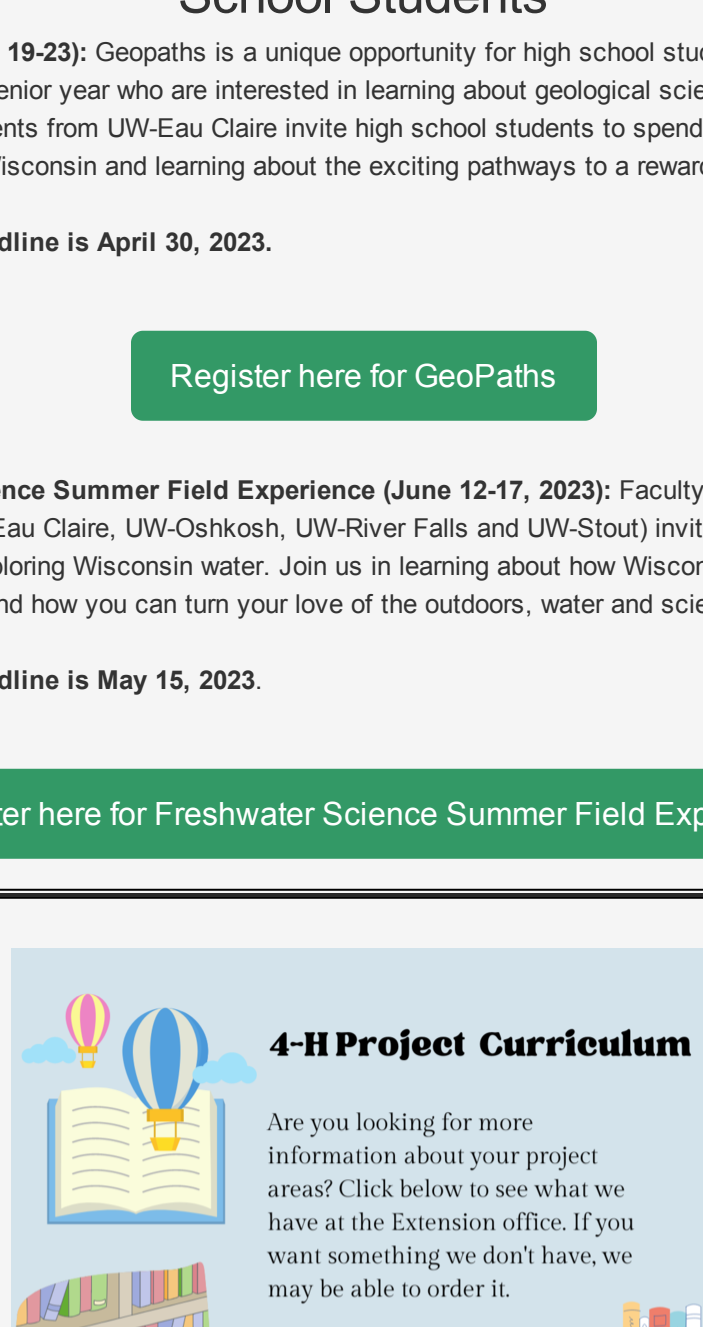 School Students
19-23): Geopaths is a unique opportunity for high school stu
enior year who are interested in learning about geological scie
ents from UW-Eau Claire invite high school students to spend
isconsin and learning about the exciting pathways to a rewar
dline is April 30, 2023.
Register here for GeoPaths
ence Summer Field Experience (June 12-17, 2023): Faculty
Eau Claire, UW-Oshkosh, UW-River Falls and UW-Stout) invit
ploring Wisconsin water. Join us in learning about how Wiscon
nd how you can turn your love of the outdoors, water and scie
dline is May 15, 2023.
ter here for Freshwater Science Summer Field Exp
4-H Project Curriculum
Are you looking for more
information about your project
areas? Click below to see what we
have at the Extension office. If you
want something we don't have, we
may be able to order it.